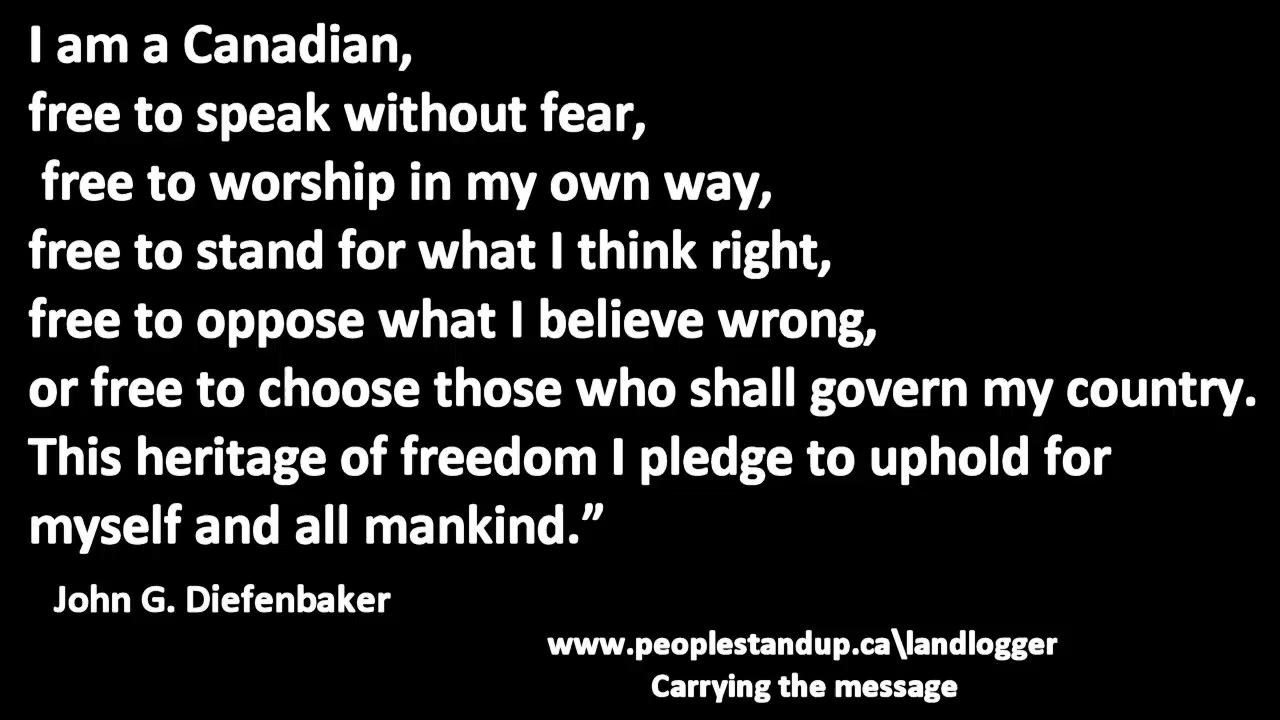 I am a Canadian,
free to speak without fear,
free to worship in my own way,
free to stand for what I think right,
free to oppose what I believe wrong,
or free to choose those who shall govern my country.
This heritage of freedom I pledge to uphold for
myself and all mankind.”
John G. Diefenbaker
www.peoplestandup.ca\landlogger
Carrying the message